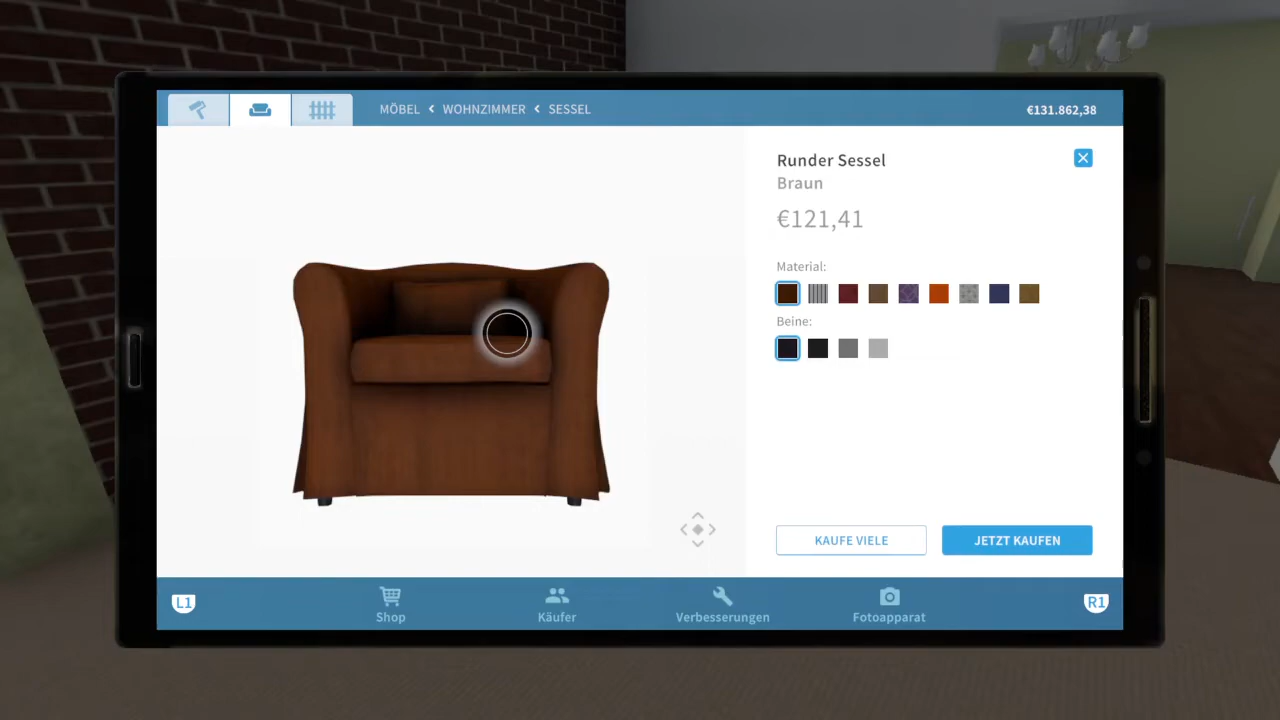 MÖBEL < WOHNZIMMER < SESSEL
€131.862,38
Runder Sessel
Braun
€121,41
Material:
Beine:
KAUFE VIELE
JETZT KAUFEN
L1
Shop
Käufer
Verbesserungen
Fotoapparat
R1